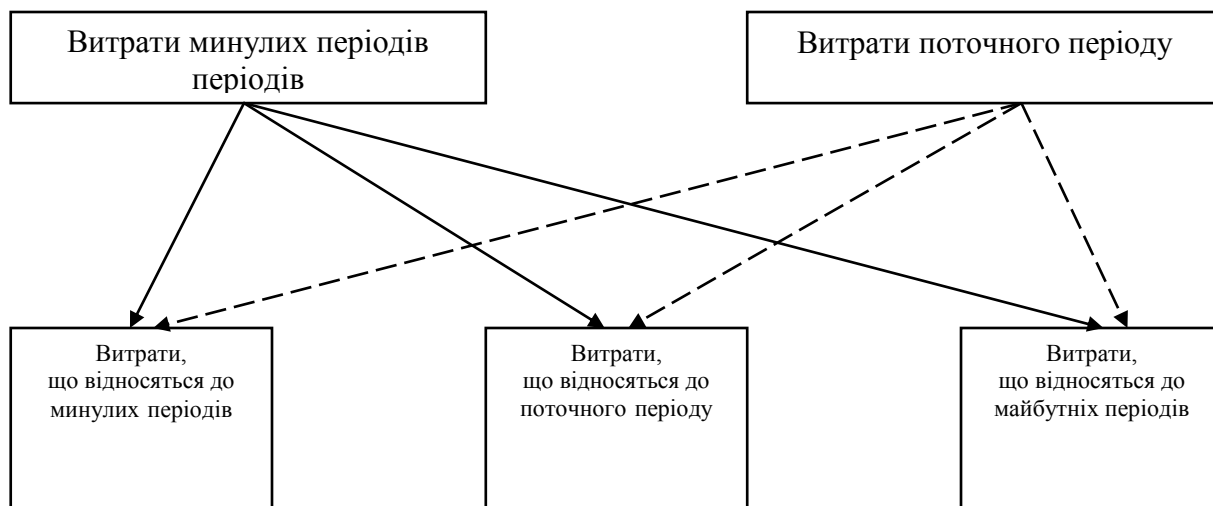 Витрати минулих періодів
періодів
Витрати поточного періоду
Витрати,
що відносяться до
минулих періодів
Витрати,
що відносяться до
поточного періоду
Витрати,
що відносяться до
майбутніх періодів